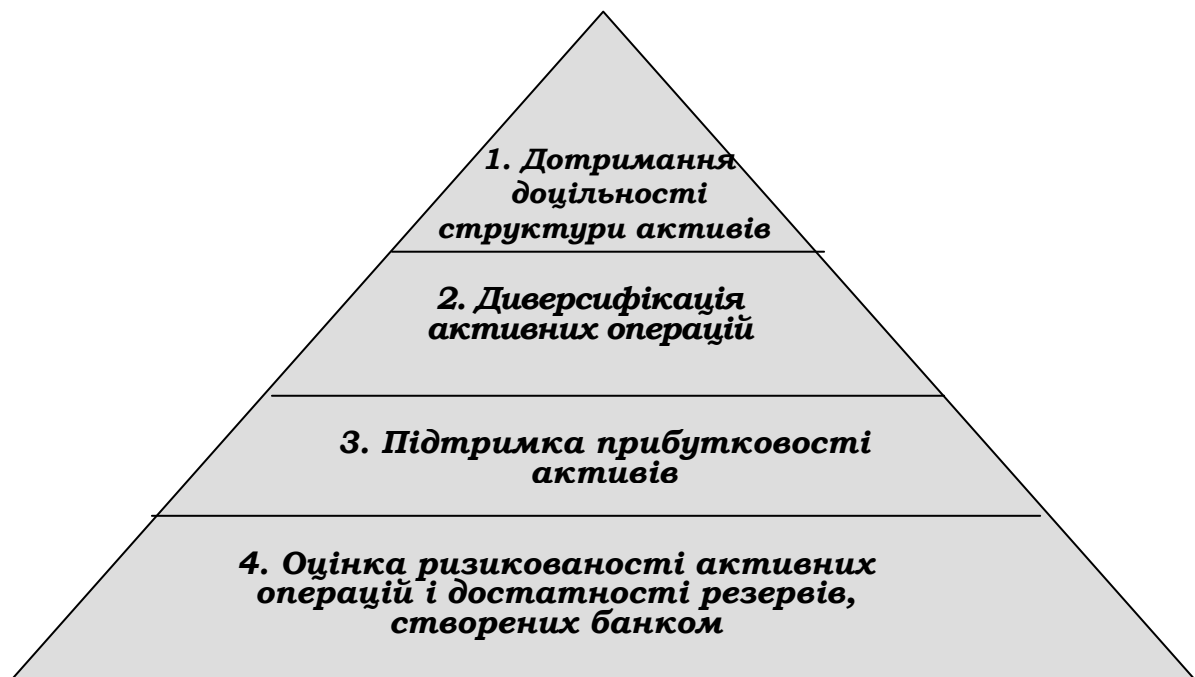 1. Дотримання
доцільності
структури активів
2. Диверсифікація
активних операцій
3. Підтримка прибутковості
активів
4. Оцінка ризикованості активних
операцій і достатності резервів,
створених банком